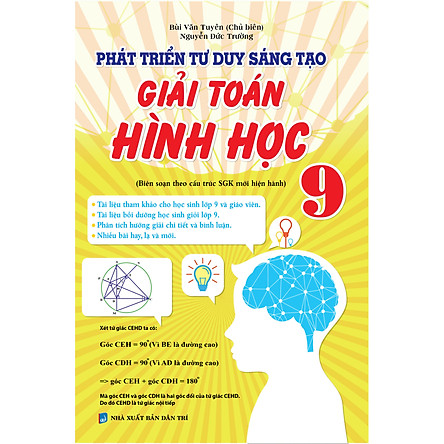 Bùi Văn Tuyên (Chủ biên)
Nguyễn Đức Trường
PHÁT TRIỂN TƯ DUY SÁNG TẠO
GIẢI TOÁN
HÌNH HỌC
9
(Biên soạn theo cấu trúc SGK mới hiện hành)
• Tài liệu tham khảo cho học sinh lớp 9 và giáo viên.
• Tài liệu bồi dưỡng học sinh giỏi lớp 9.
• Phân tích hướng giải chi tiết và bình luận.
• Nhiều bài hay, lạ và mới.
Xét tứ giác CEHD ta có:
Góc CEH = 90° (Vì BE là đường cao)
Góc CDH = 90° (Vì AD là đường cao)
=> góc CEH + góc CDH = 180°
Mà góc CEH và góc CDH là hai góc đối của tứ giác CEHD.
Do đó CEHD là tứ giác nội tiếp
NHÀ XUẤT BẢN DÂN TRÍ